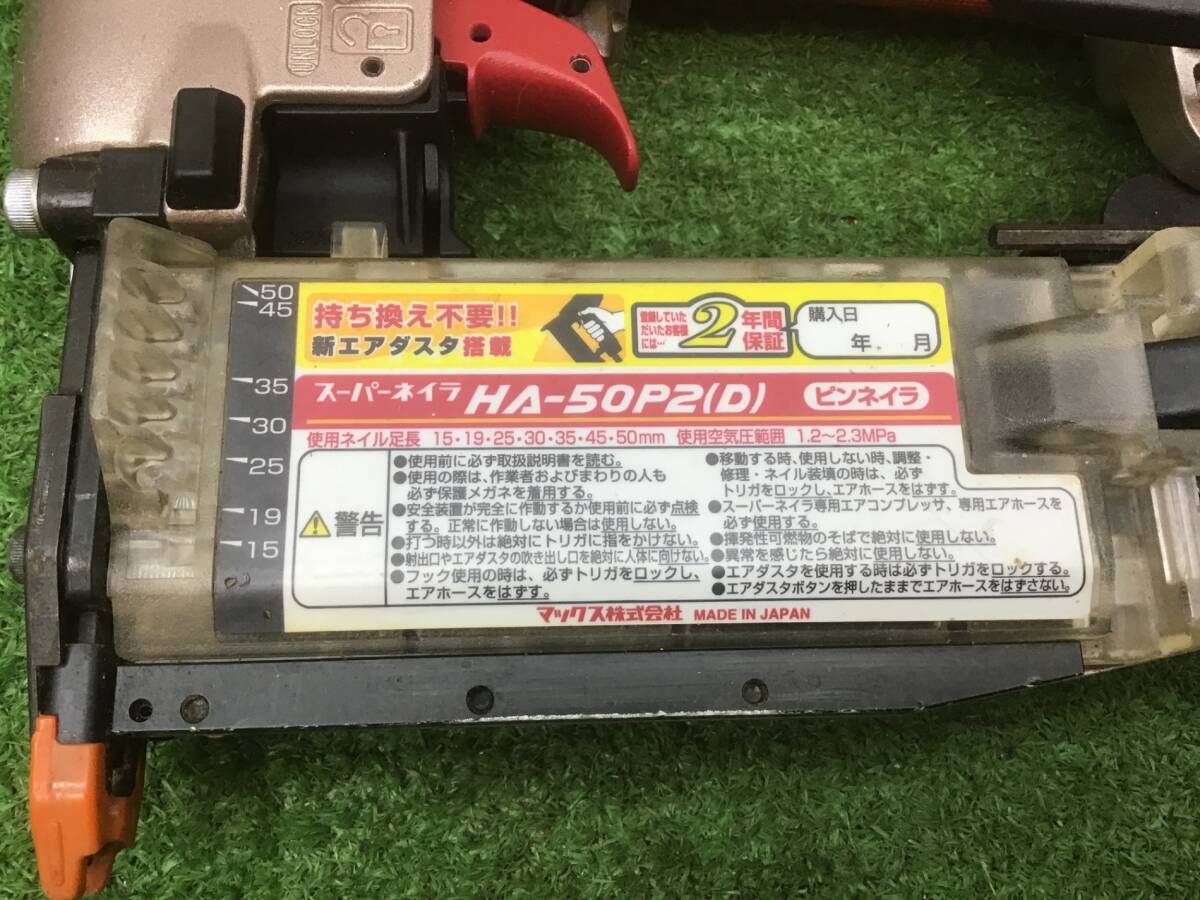 UNLOCK
50
45
35
30
25
19
15
持ち換え不要!!
新エアダスタ搭載
登録していた
だいたお客様
には…
2年間
保証
購入日
年 月
スーパーネイラ HA-50P2(D) ピンネイラ
使用ネイル足長 15・19・25・30・35・45・50mm 使用空気圧範囲 1.2〜2.3MPa
警告
●使用前に必ず取扱説明書を読む。
●使用の際は、作業者およびまわりの人も
必ず保護メガネを着用する。
●安全装置が完全に作動するか使用前に必ず点検
する。正常に作動しない場合は使用しない。
●打つ時以外は絶対にトリガに指をかけない。
●射出口やエアダスタの吹き出し口を絶対に人体に向けない。
●フック使用の時は、必ずトリガをロックし、
エアホースをはずす。
●移動する時、使用しない時、調整・
修理・ネイル装填の時は、必ず
トリガをロックし、エアホースをはずす。
●スーパーネイラ専用エアコンプレッサ、専用エアホースを
必ず使用する。
●揮発性可燃物のそばで絶対に使用しない。
●異常を感じたら絶対に使用しない。
●エアダスタを使用する時は必ずトリガをロックする。
●エアダスタボタンを押したままでエアホースをはずさない。
マックス株式会社 MADE IN JAPAN